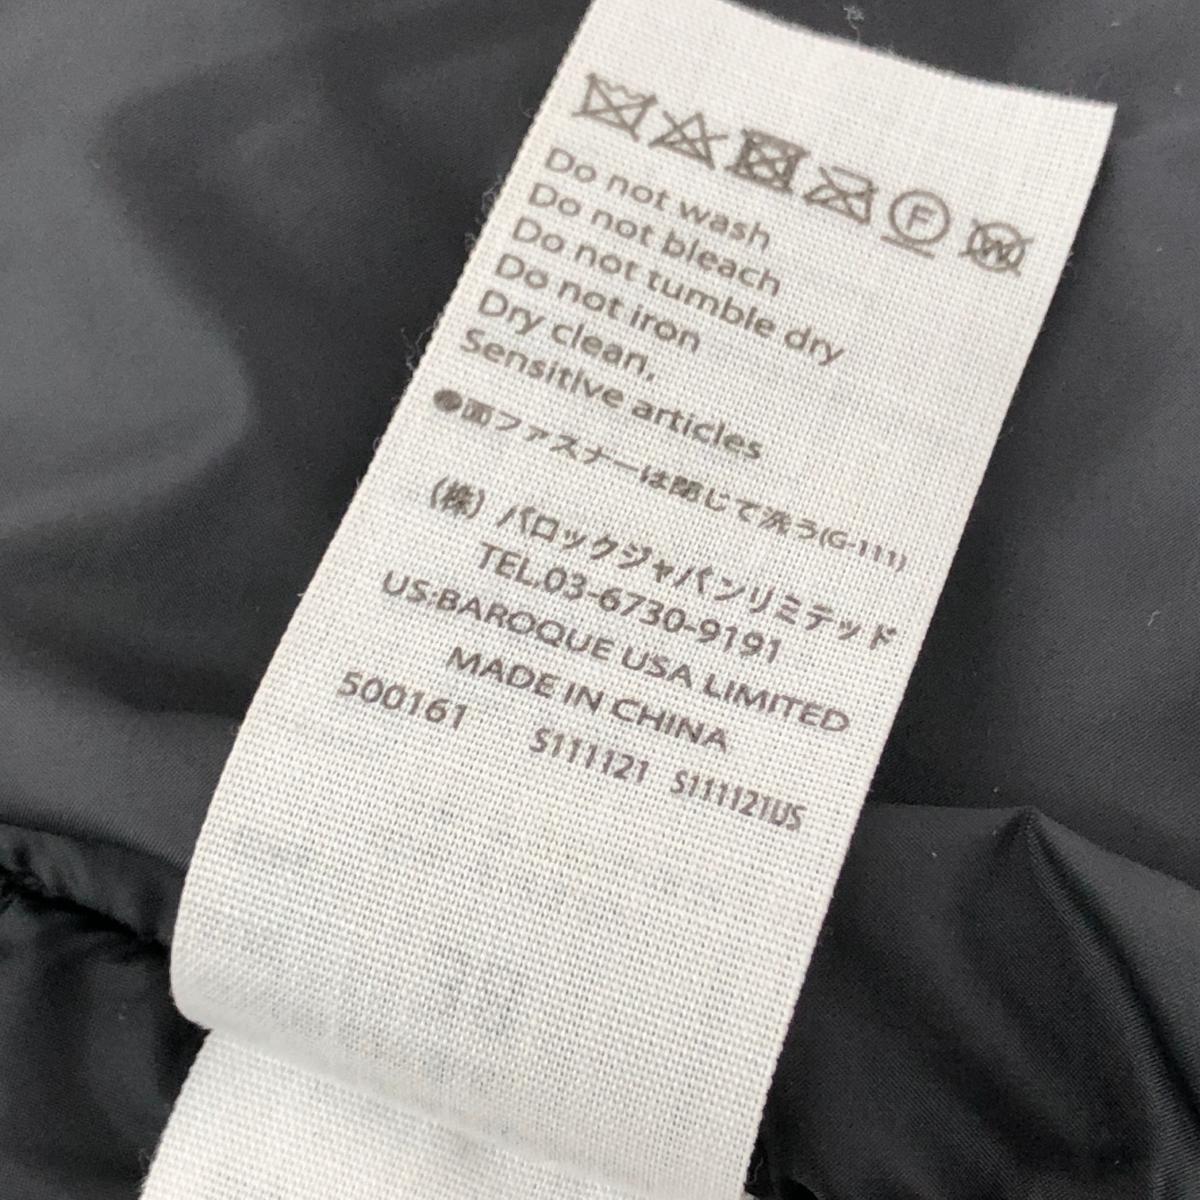 F W
Do not wash
Do not bleach
Do not tumble dry
Do not iron
Dry clean,
Sensitive articles
●面ファスナーは閉じて洗う(G-111)
(株) バロックジャパンリミテッド
TEL.03-6730-9191
US:BAROQUE USA LIMITED
MADE IN CHINA
500161 S111121 S111121US